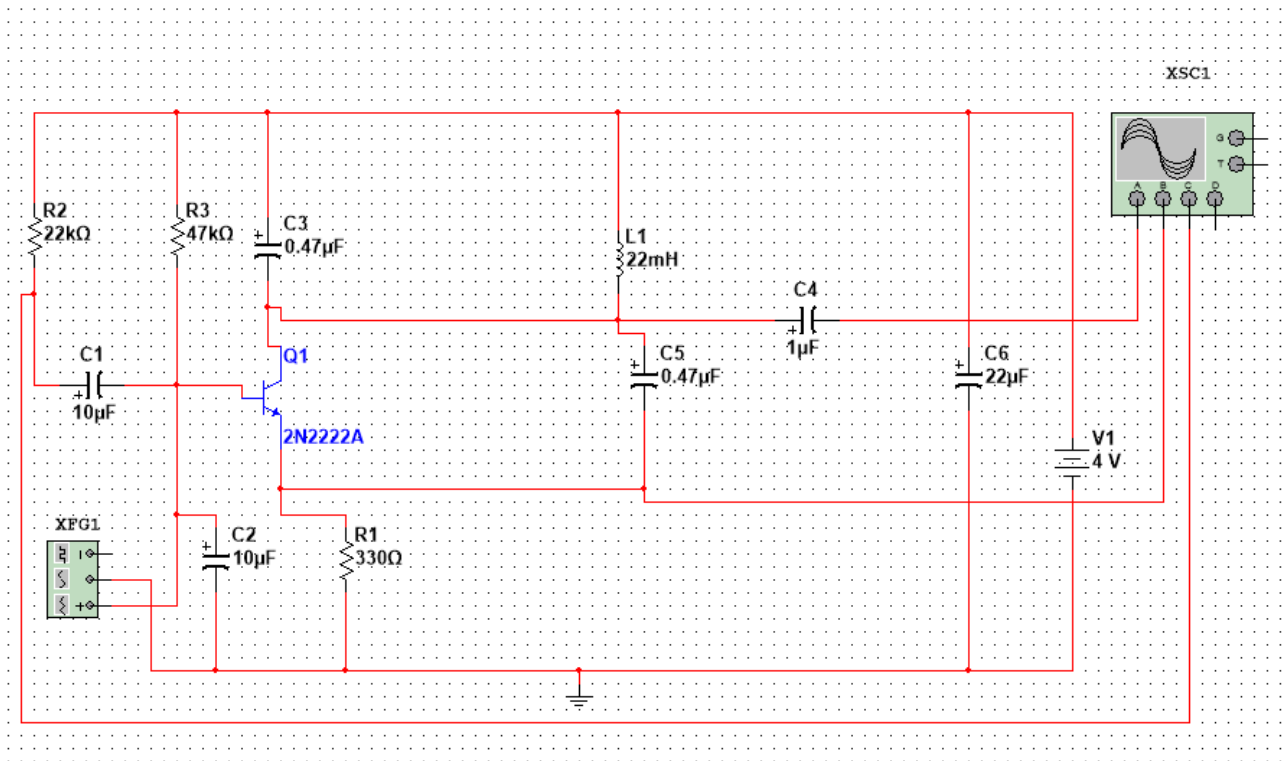 XSC1
G
T
A B C D
R2
22kΩ
R3
47kΩ
C3
+
0.47µF
L1
22mH
C4
+
1µF
C1
+
10µF
Q1
2N2222A
C5
+
0.47µF
C6
+
22µF
V1
4 V
XFG1
+
C2
+
10µF
R1
330Ω